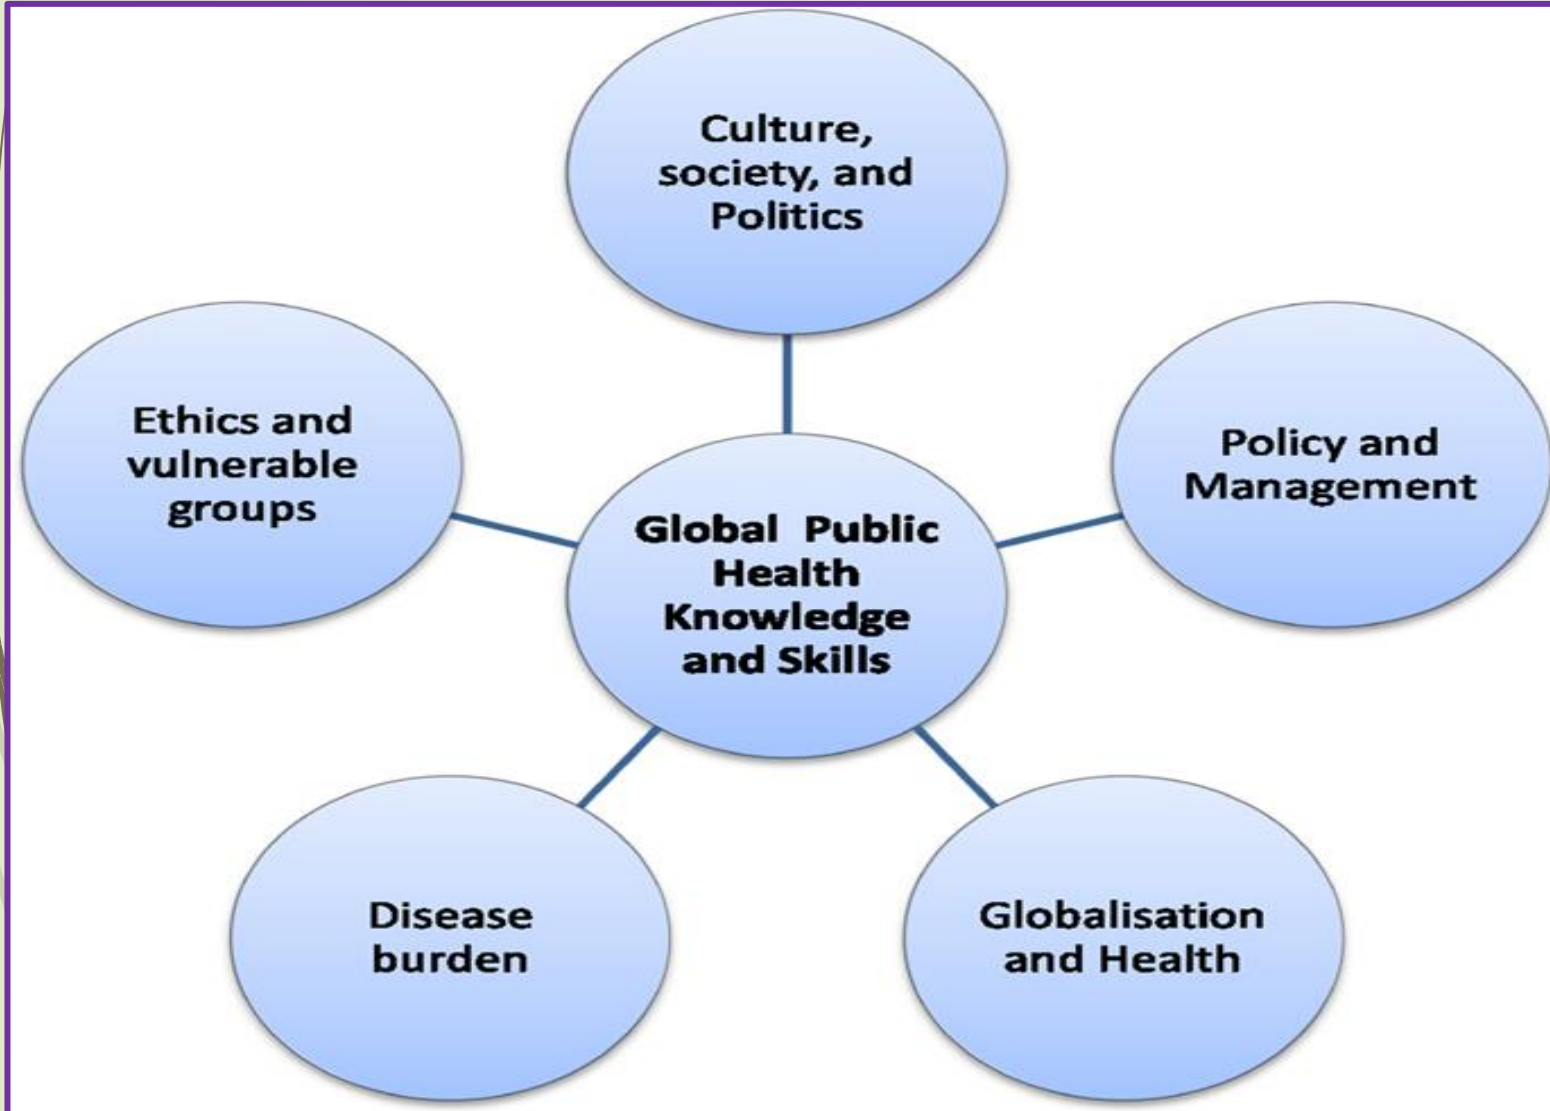 Culture,
society, and
Politics
Ethics and
vulnerable
groups
Policy and
Management
Global Public
Health
Knowledge
and Skills
Disease
burden
Globalisation
and Health